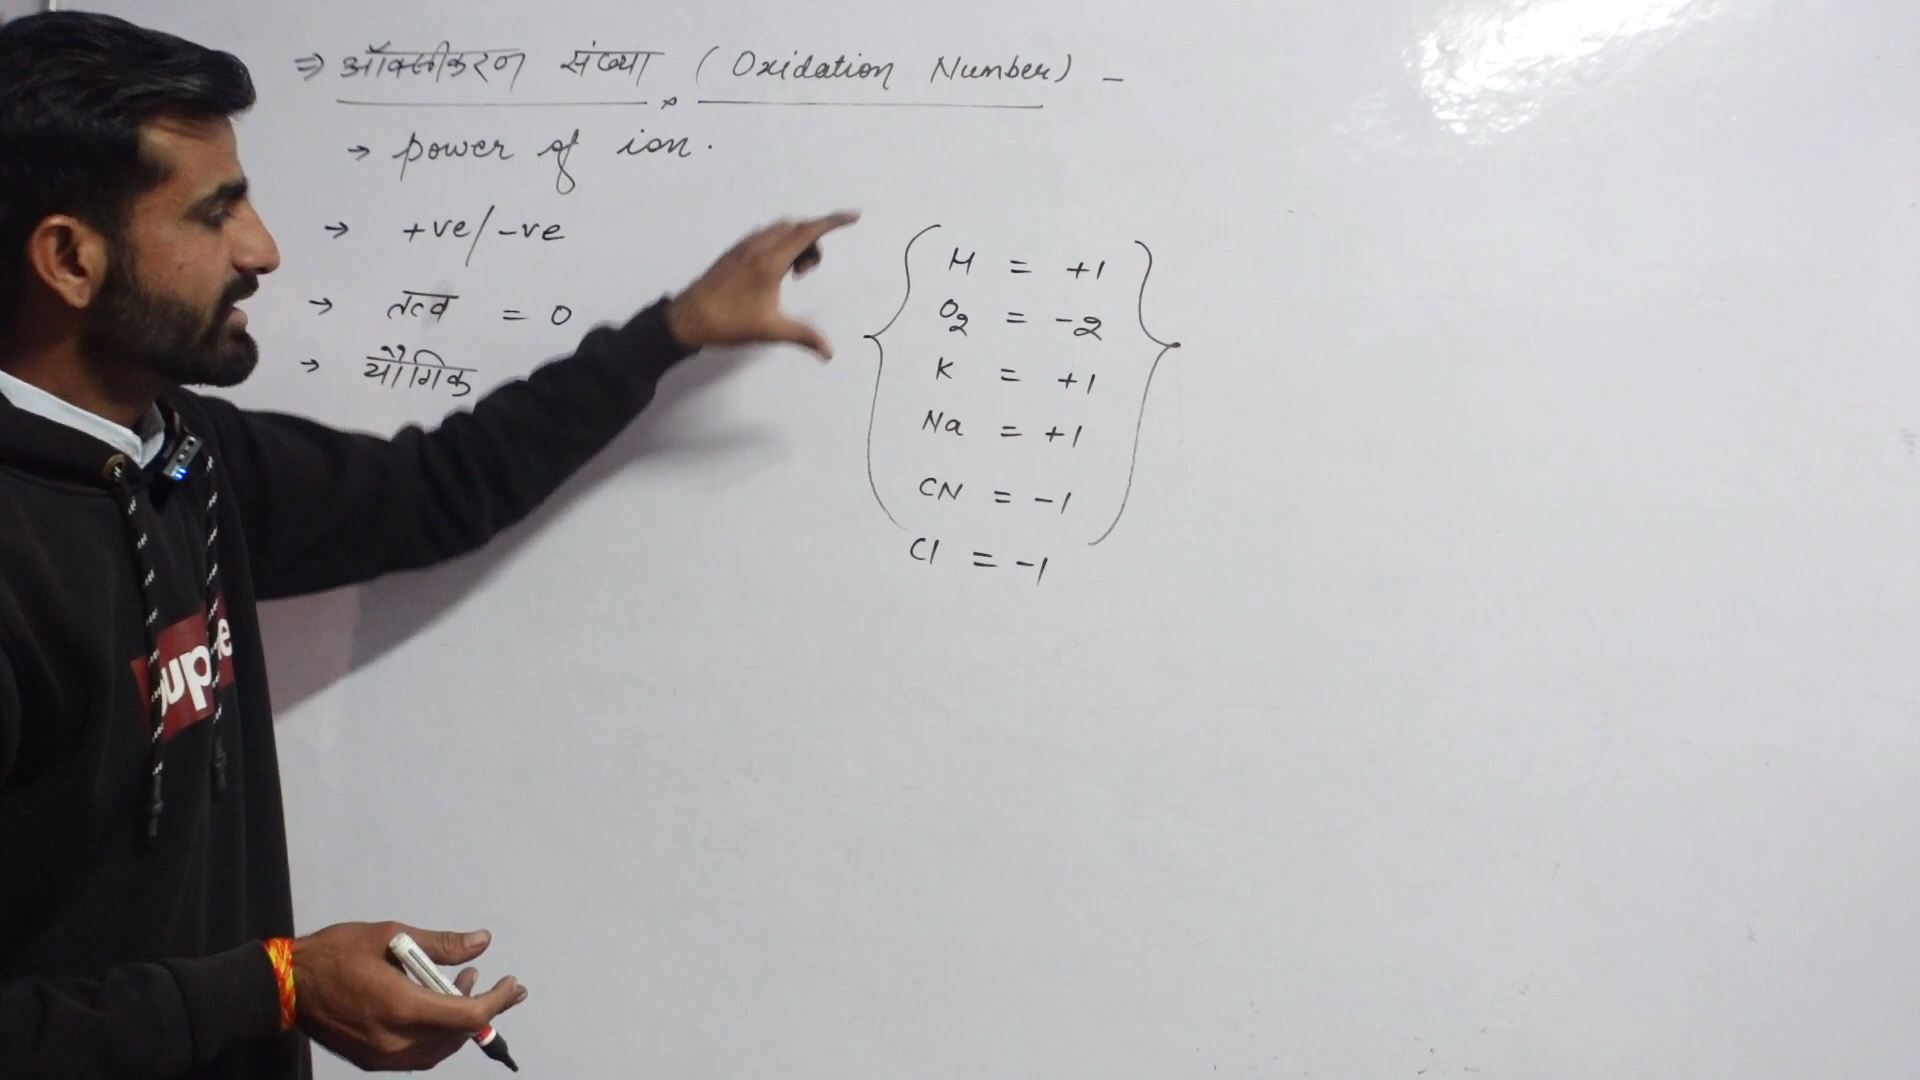 ⇒ ऑक्सीकरण संख्या (Oxidation Number) -
→ power of ion.
→ +ve/-ve
→ तत्व = 0
→ यौगिक
H = +1
O2 = -2
K = +1
Na = +1
CN = -1
Cl = -1